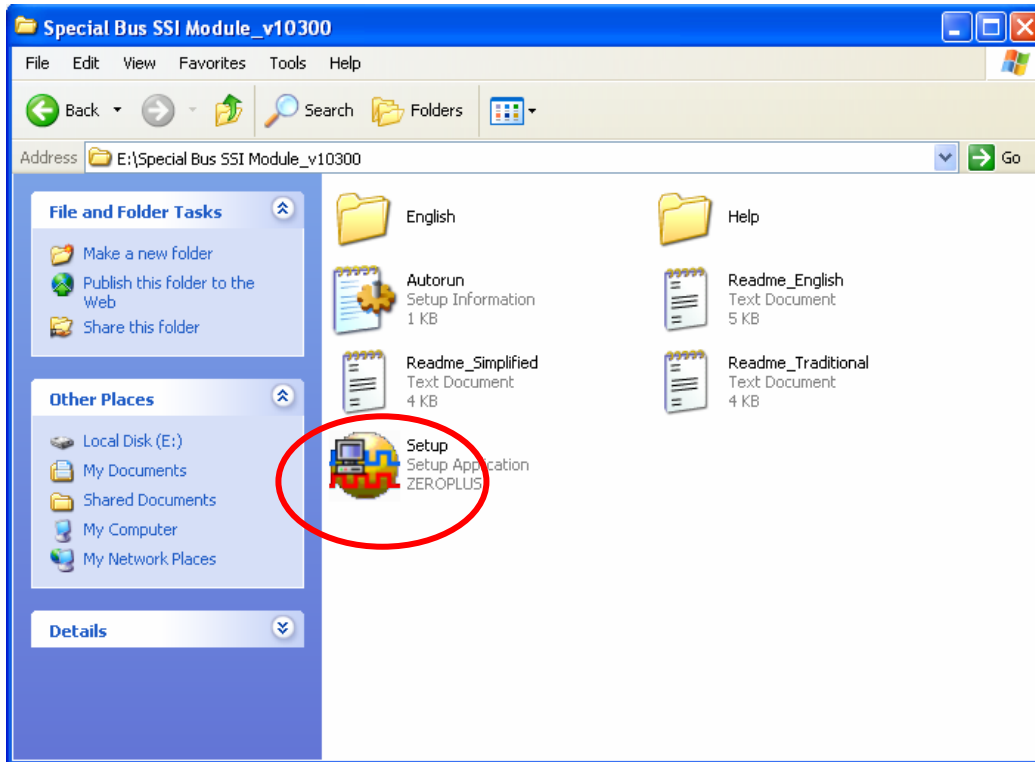 Special Bus SSI Module_v10300
File Edit View Favorites Tools Help
Back Search Folders
Address E:\Special Bus SSI Module_v10300 Go
File and Folder Tasks
Make a new folder
Publish this folder to the
Web
Share this folder
Other Places
Local Disk (E:)
My Documents
Shared Documents
My Computer
My Network Places
Details
English
Help
Autorun
Setup Information
1 KB
Readme_English
Text Document
5 KB
Readme_Simplified
Text Document
4 KB
Readme_Traditional
Text Document
4 KB
Setup
Setup Application
ZEROPLUS